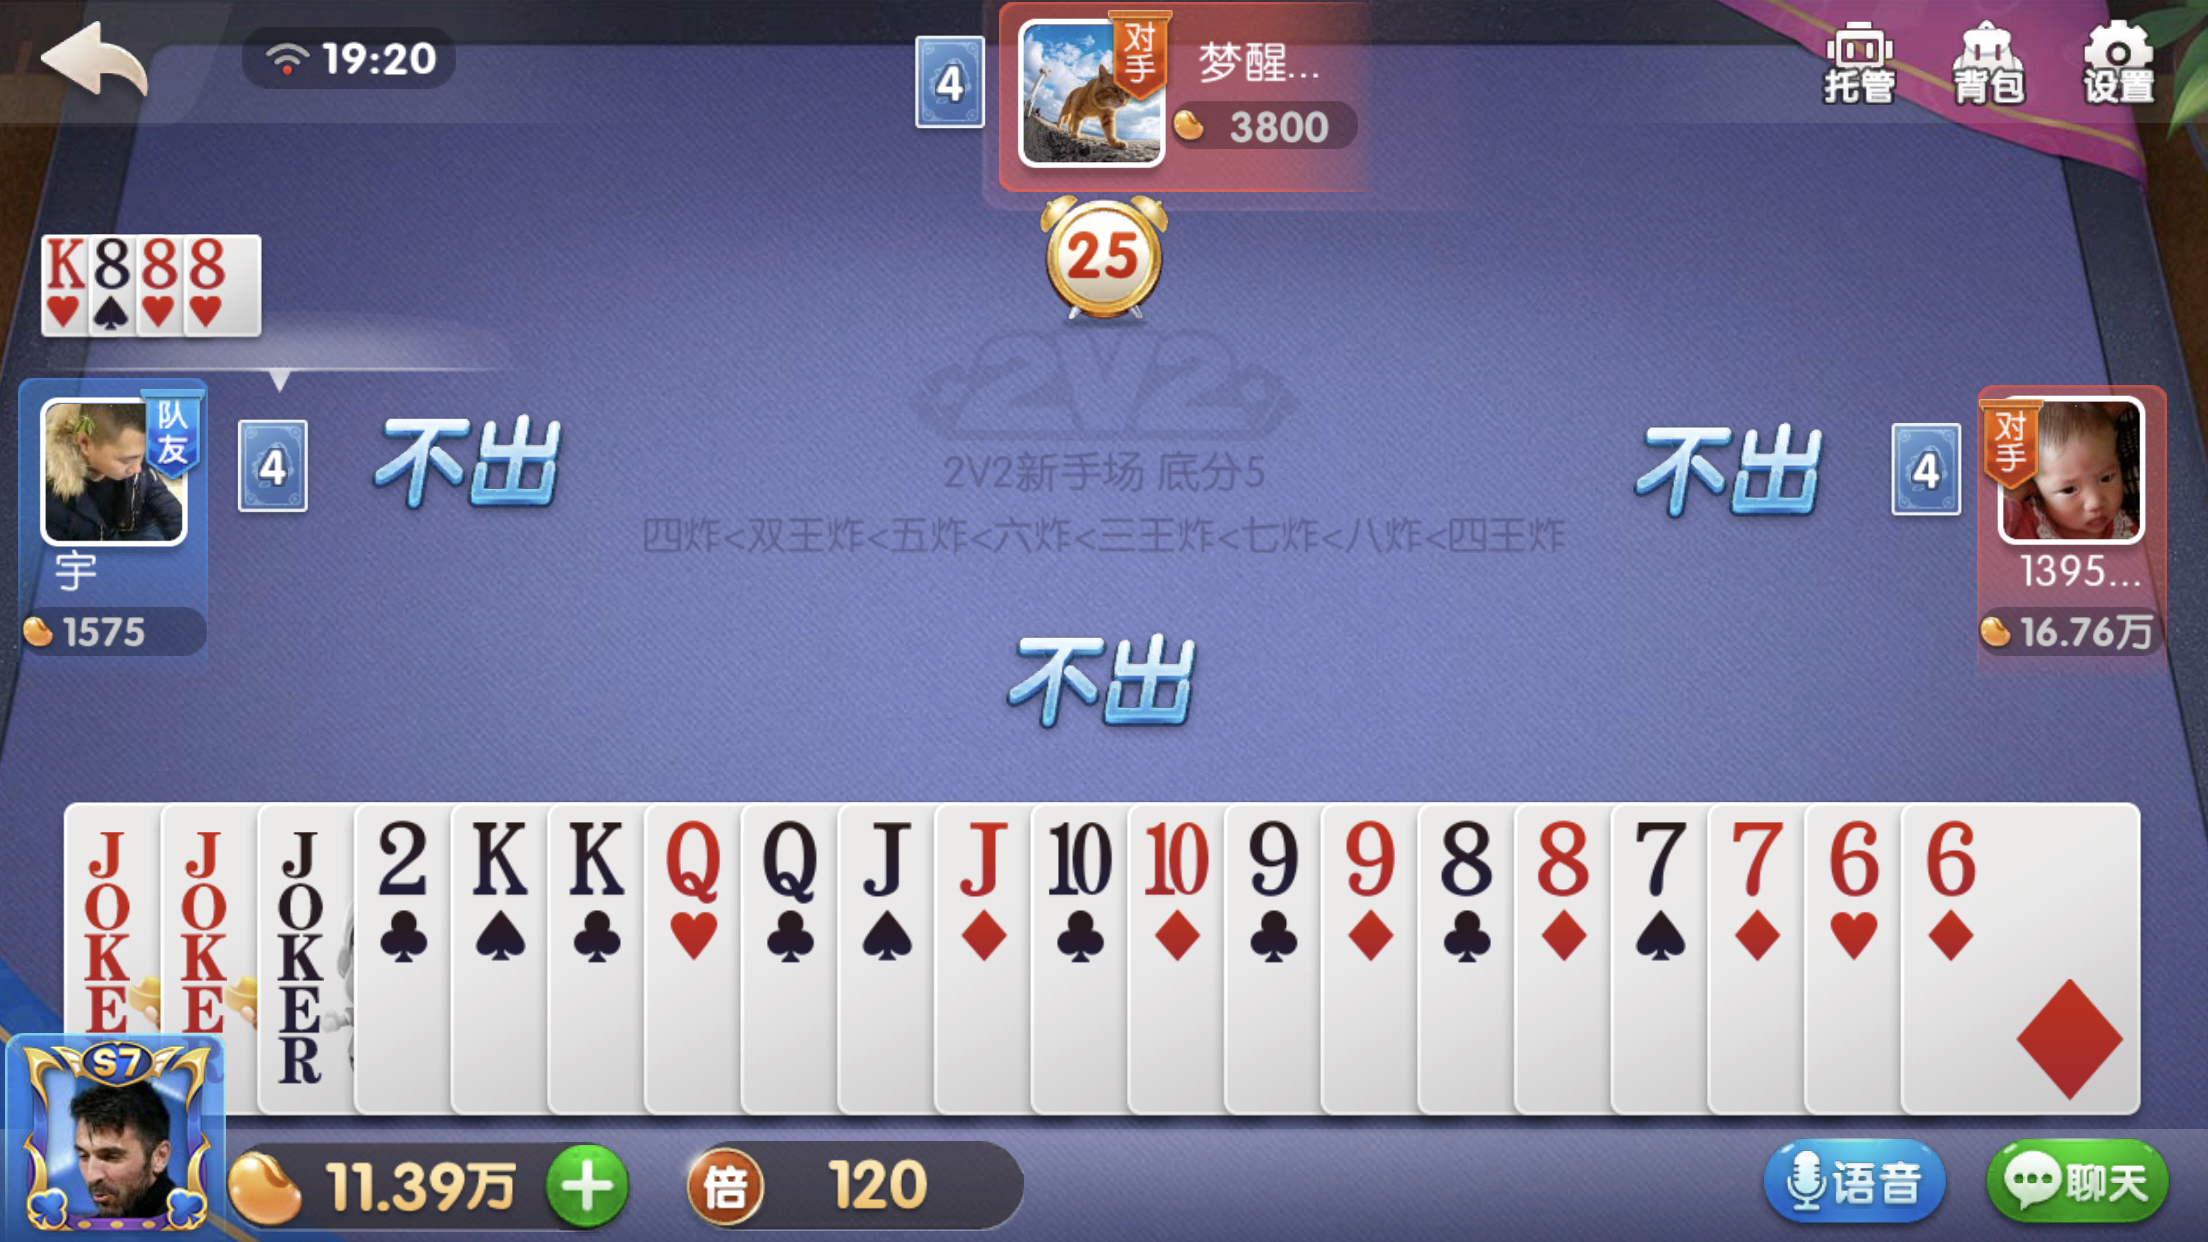 19:20
4
对手
梦醒...
3800
托管
背包
设置
25
K 8 8 8
队友
4
不出
宇
1575
2V2
2V2新手场 底分5
四炸<双王炸<五炸<六炸<三王炸<七炸<八炸<四王炸
不出
4
对手
1395...
16.76万
不出
JOKER JOKER JOKER 2 K K Q Q J J 10 10 9 9 8 8 7 7 6 6
S7
11.39万
倍 120
语音
聊天